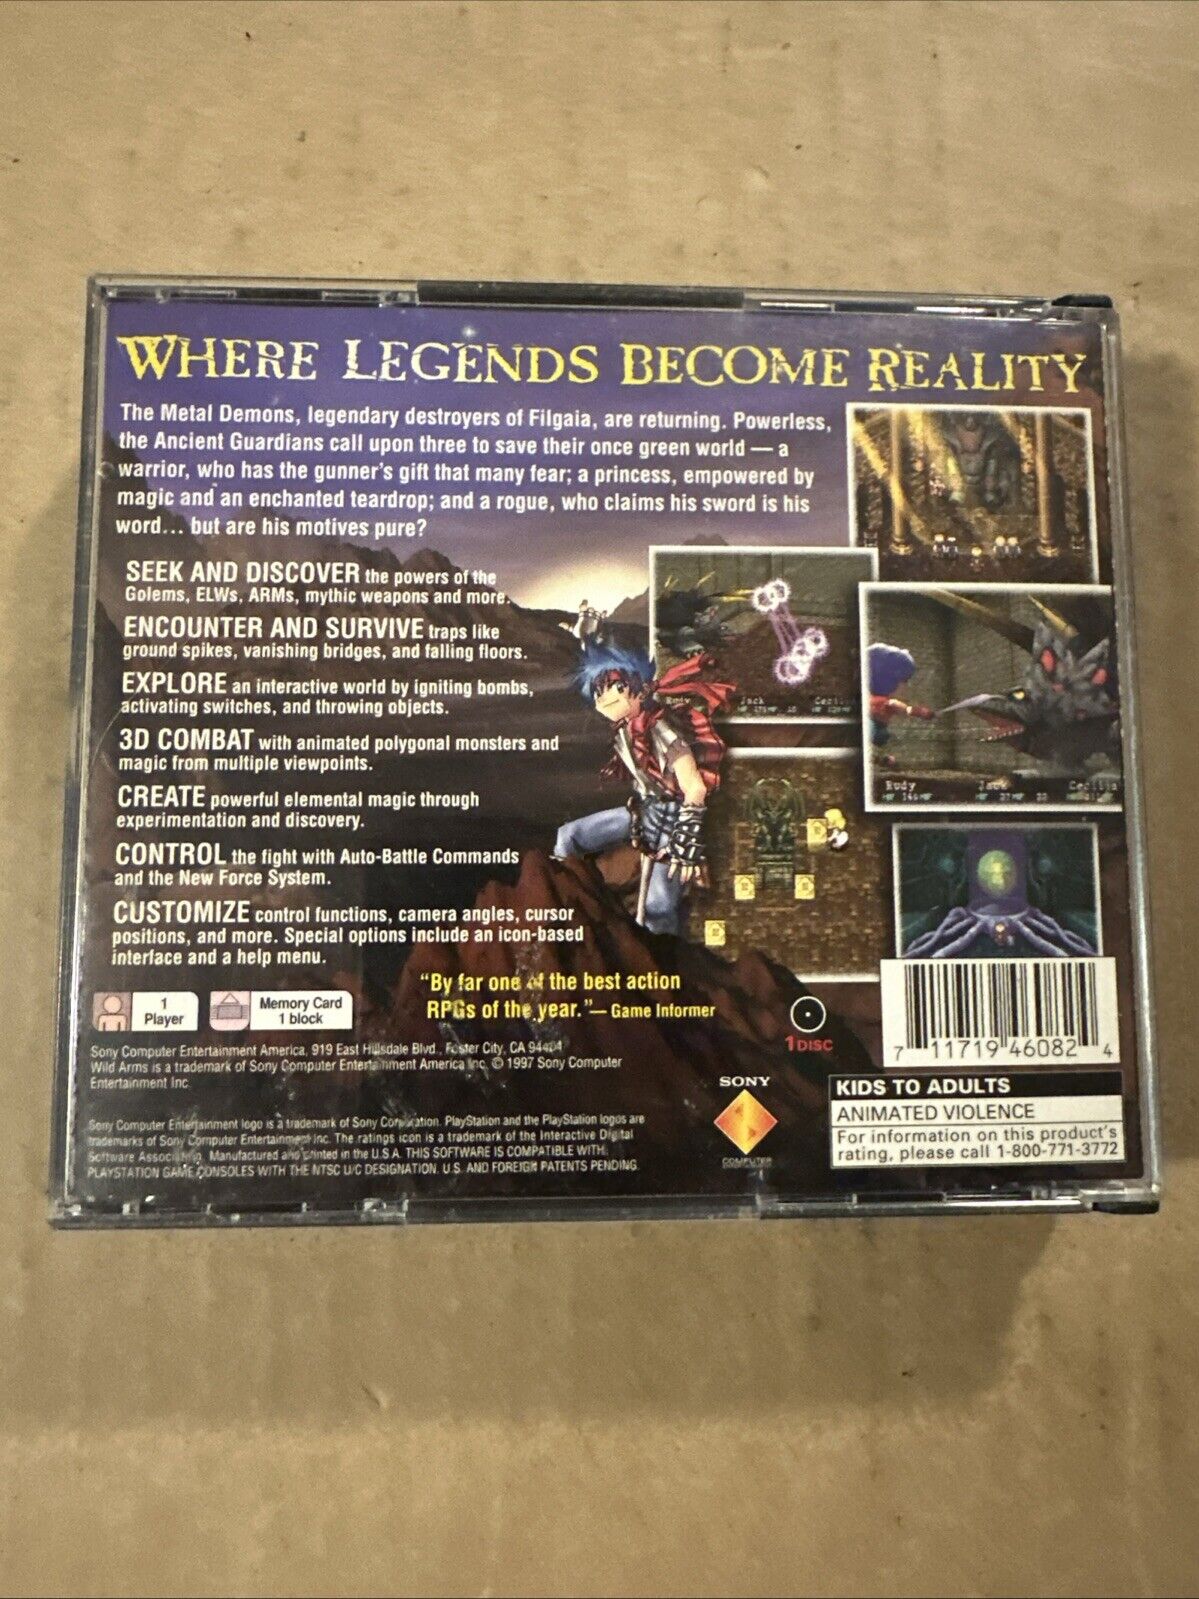 WHERE LEGENDS BECOME REALITY
The Metal Demons, legendary destroyers of Filgaia, are returning. Powerless,
the Ancient Guardians call upon three to save their once green world — a
warrior, who has the gunner's gift that many fear; a princess, empowered by
magic and an enchanted teardrop; and a rogue, who claims his sword is his
word... but are his motives pure?
SEEK AND DISCOVER the powers of the
Golems, ELWs, ARMs, mythic weapons and more.
ENCOUNTER AND SURVIVE traps like
ground spikes, vanishing bridges, and falling floors.
EXPLORE an interactive world by igniting bombs,
activating switches, and throwing objects.
3D COMBAT with animated polygonal monsters and
magic from multiple viewpoints.
CREATE powerful elemental magic through
experimentation and discovery.
CONTROL the fight with Auto-Battle Commands
and the New Force System.
CUSTOMIZE control functions, camera angles, cursor
positions, and more. Special options include an icon-based
interface and a help menu.
Rudy Jack Cecilia
Rudy Jack Cecilia
"By far one of the best action
RPGs of the year." — Game Informer
1
Player
Memory Card
1 block
1 DISC
7 11719 46082 4
Sony Computer Entertainment America, 919 East Hillsdale Blvd., Foster City, CA 94404
Wild Arms is a trademark of Sony Computer Entertainment America Inc. © 1997 Sony Computer
Entertainment Inc.
Sony Computer Entertainment logo is a trademark of Sony Corporation. PlayStation and the PlayStation logos are
trademarks of Sony Computer Entertainment Inc. The ratings icon is a trademark of the Interactive Digital
Software Association. Manufactured and printed in the U.S.A. THIS SOFTWARE IS COMPATIBLE WITH
PLAYSTATION GAME CONSOLES WITH THE NTSC U/C DESIGNATION. U.S. AND FOREIGN PATENTS PENDING.
SONY
COMPUTER
KIDS TO ADULTS
ANIMATED VIOLENCE
For information on this product's
rating, please call 1-800-771-3772